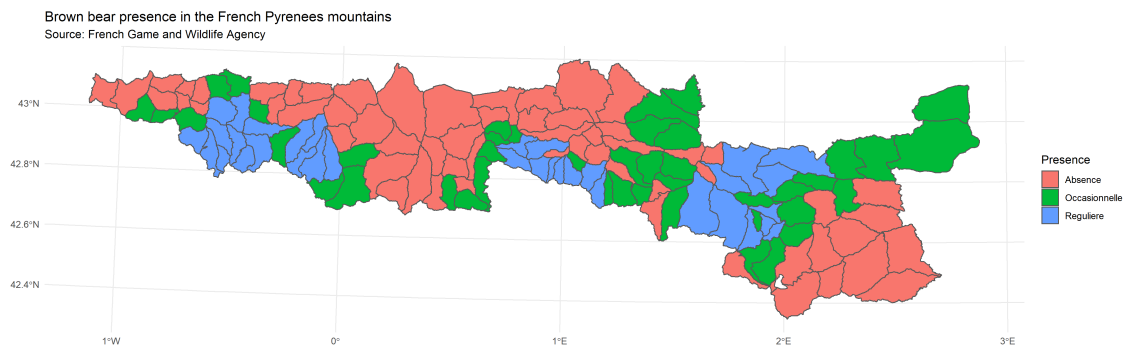 Brown bear presence in the French Pyrenees mountains
Source: French Game and Wildlife Agency
43°N
42.8°N
42.6°N
42.4°N
1°W
0°
1°E
2°E
3°E
Presence
Absence
Occasionnelle
Reguliere